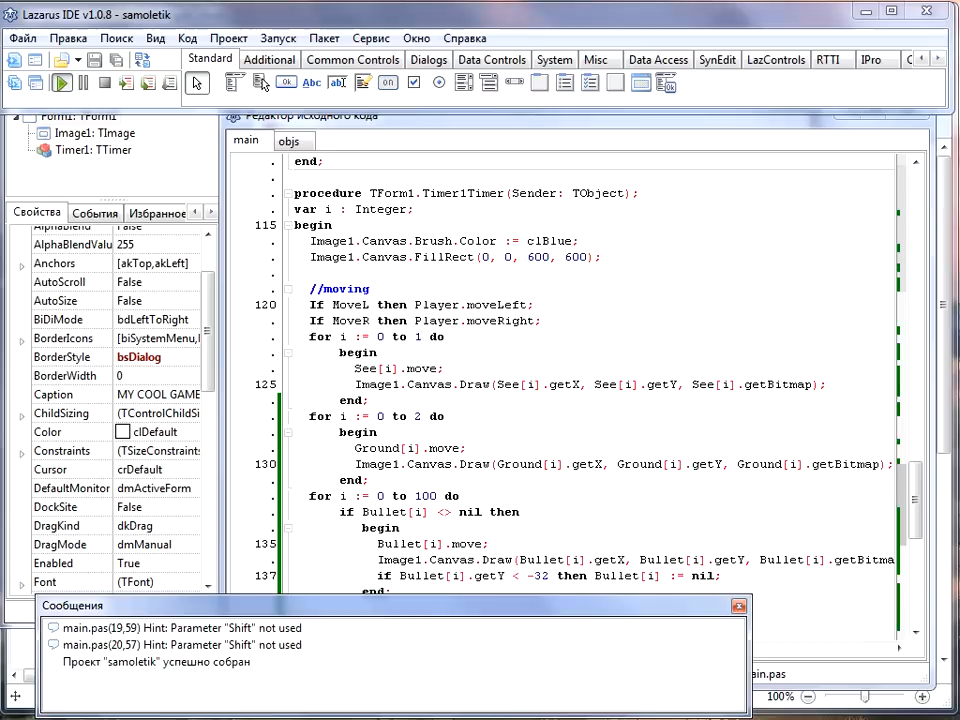 Lazarus IDE v1.0.8 - samoletik
Файл Правка Поиск Вид Код Проект Запуск Пакет Сервис Окно Справка
Standard Additional Common Controls Dialogs Data Controls System Misc Data Access SynEdit LazControls RTTI IPro
Ok Abc ab on Ok
Form1: TForm1
Image1: TImage
Timer1: TTimer
Свойства События Избранное
AlphaBlend False
AlphaBlendValu 255
Anchors [akTop,akLeft]
AutoScroll False
AutoSize False
BiDiMode bdLeftToRight
BorderIcons [biSystemMenu,
BorderStyle bsDialog
BorderWidth 0
Caption MY COOL GAME
ChildSizing (TControlChildSi
Color clDefault
Constraints (TSizeConstraints
Cursor crDefault
DefaultMonitor dmActiveForm
DockSite False
DragKind dkDrag
DragMode dmManual
Enabled True
Font (TFont)
Редактор исходного кода
main objs
end;
procedure TForm1.Timer1Timer(Sender: TObject);
var i : Integer;
115 begin
Image1.Canvas.Brush.Color := clBlue;
Image1.Canvas.FillRect(0, 0, 600, 600);
//moving
120 If MoveL then Player.moveLeft;
If MoveR then Player.moveRight;
for i := 0 to 1 do
begin
See[i].move;
125 Image1.Canvas.Draw(See[i].getX, See[i].getY, See[i].getBitmap);
end;
for i := 0 to 2 do
begin
Ground[i].move;
130 Image1.Canvas.Draw(Ground[i].getX, Ground[i].getY, Ground[i].getBitmap);
end;
for i := 0 to 100 do
if Bullet[i] <> nil then
begin
135 Bullet[i].move;
Image1.Canvas.Draw(Bullet[i].getX, Bullet[i].getY, Bullet[i].getBitma
137 if Bullet[i].getY < -32 then Bullet[i] := nil;
end;
Сообщения
main.pas(19,59) Hint: Parameter "Shift" not used
main.pas(20,57) Hint: Parameter "Shift" not used
Проект "samoletik" успешно собран
ain.pas
100%